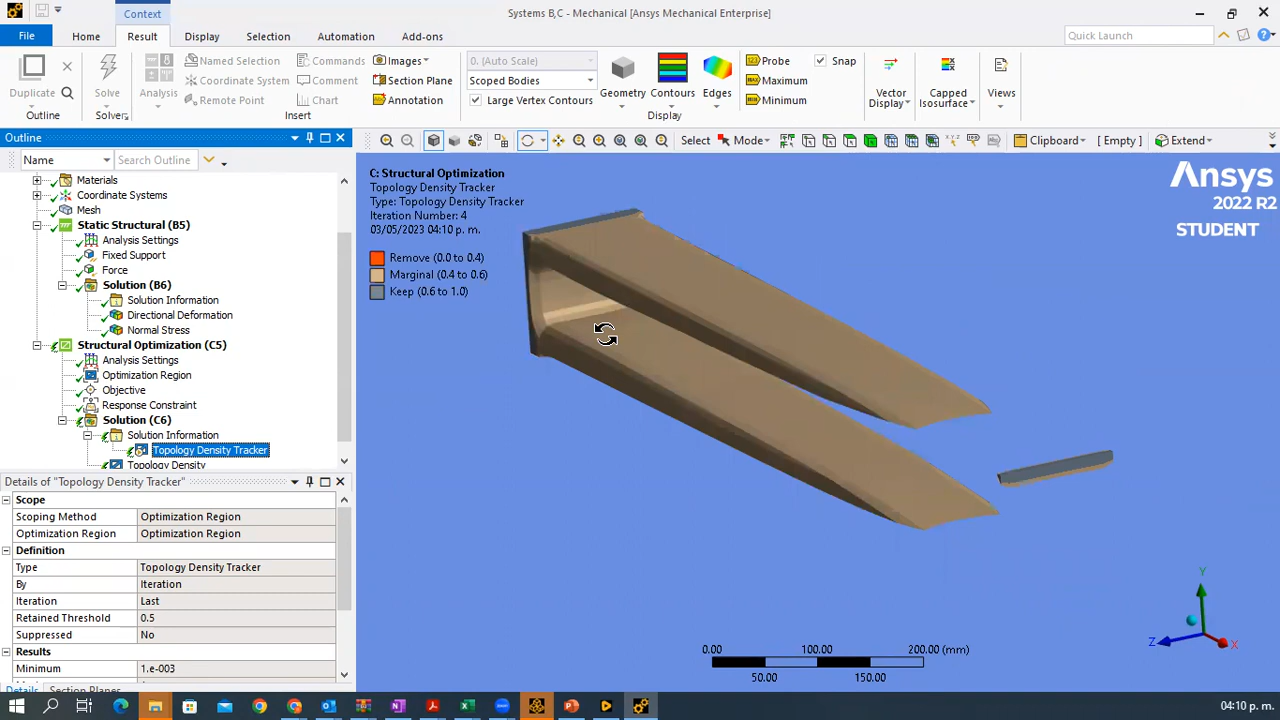 Systems B,C - Mechanical [Ansys Mechanical Enterprise]
Context
File
Home
Result
Display
Selection
Automation
Add-ons
Quick Launch
Duplicate
Outline
Solve
Solvers
Analysis
Named Selection
Coordinate System
Remote Point
Commands
Comment
Chart
Insert
Images
Section Plane
Annotation
0. (Auto Scale)
Scoped Bodies
Large Vertex Contours
Geometry
Contours
Edges
Display
Probe
Maximum
Minimum
Snap
Vector
Display
Capped
Isosurface
Views
Outline
Name
Search Outline
Select
Mode
Clipboard
[ Empty ]
Extend
Materials
Coordinate Systems
Mesh
Static Structural (B5)
Analysis Settings
Fixed Support
Force
Solution (B6)
Solution Information
Directional Deformation
Normal Stress
Structural Optimization (C5)
Analysis Settings
Optimization Region
Objective
Response Constraint
Solution (C6)
Solution Information
Topology Density Tracker
Topology Density
C: Structural Optimization
Topology Density Tracker
Type: Topology Density Tracker
Iteration Number: 4
03/05/2023 04:10 p. m.
Remove (0.0 to 0.4)
Marginal (0.4 to 0.6)
Keep (0.6 to 1.0)
Ansys
2022 R2
STUDENT
Details of "Topology Density Tracker"
Scope
Scoping Method Optimization Region
Optimization Region Optimization Region
Definition
Type Topology Density Tracker
By Iteration
Iteration Last
Retained Threshold 0.5
Suppressed No
Results
Minimum 1.e-003
Details Section Planes
0.00 100.00 200.00 (mm)
50.00 150.00
Y
Z
X
04:10 p. m.